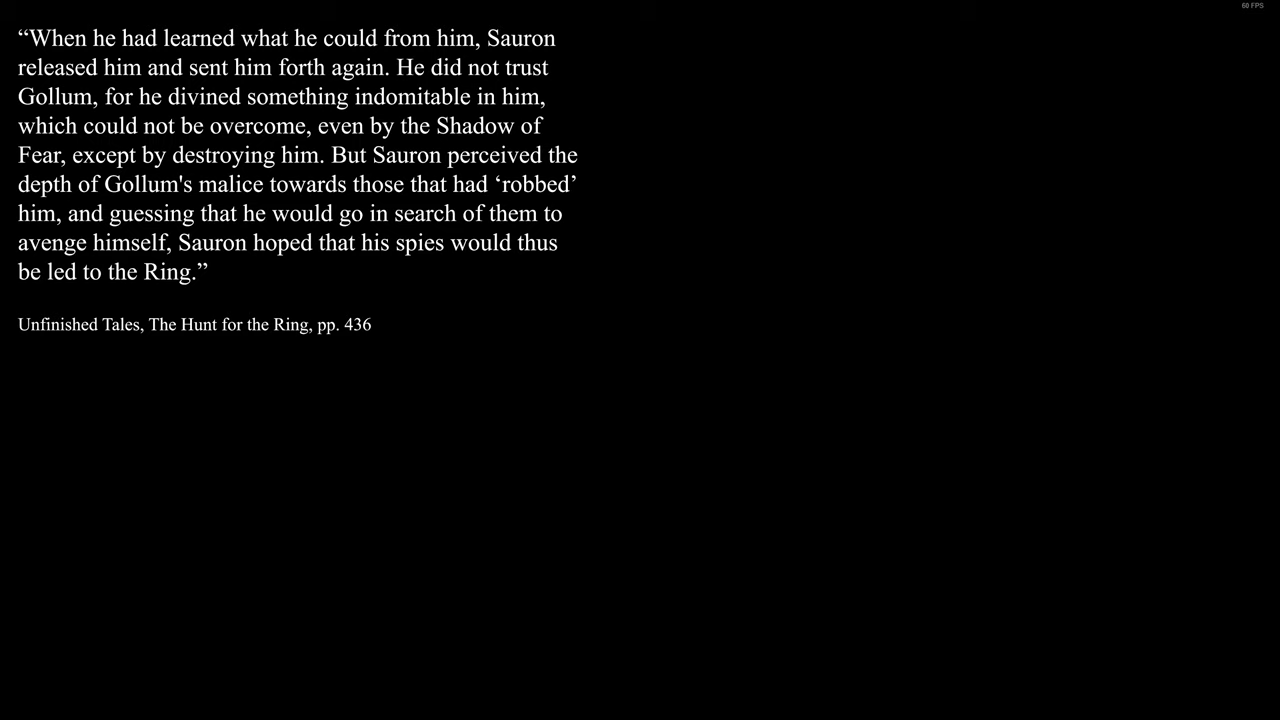 60 FPS
“When he had learned what he could from him, Sauron
released him and sent him forth again. He did not trust
Gollum, for he divined something indomitable in him,
which could not be overcome, even by the Shadow of
Fear, except by destroying him. But Sauron perceived the
depth of Gollum's malice towards those that had ‘robbed’
him, and guessing that he would go in search of them to
avenge himself, Sauron hoped that his spies would thus
be led to the Ring.”
Unfinished Tales, The Hunt for the Ring, pp. 436